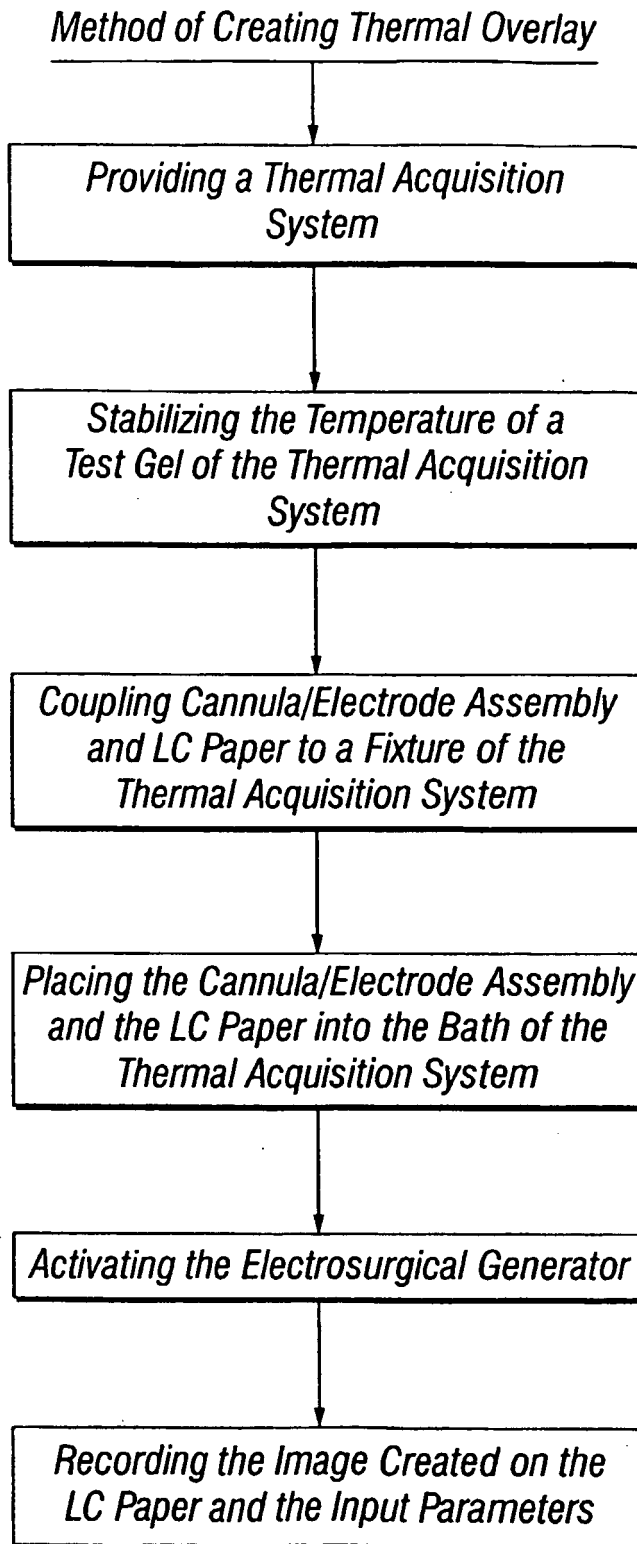 Method of Creating Thermal Overlay
Providing a Thermal Acquisition
System
Stabilizing the Temperature of a
Test Gel of the Thermal Acquisition
System
Coupling Cannula/Electrode Assembly
and LC Paper to a Fixture of the
Thermal Acquisition System
Placing the Cannula/Electrode Assembly
and the LC Paper into the Bath of the
Thermal Acquisition System
Activating the Electrosurgical Generator
Recording the Image Created on the
LC Paper and the Input Parameters